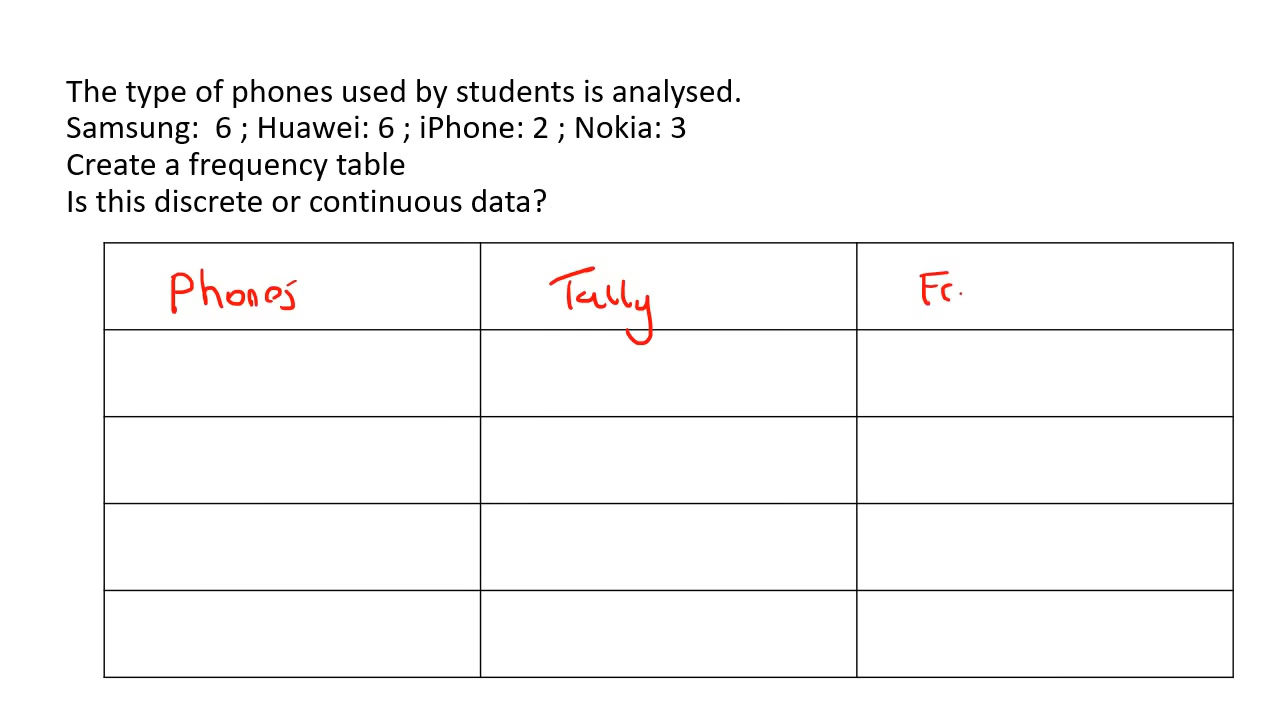 The type of phones used by students is analysed.
Samsung:  6 ; Huawei: 6 ; iPhone: 2 ; Nokia: 3
Create a frequency table
Is this discrete or continuous data?
Phones Tally Fr